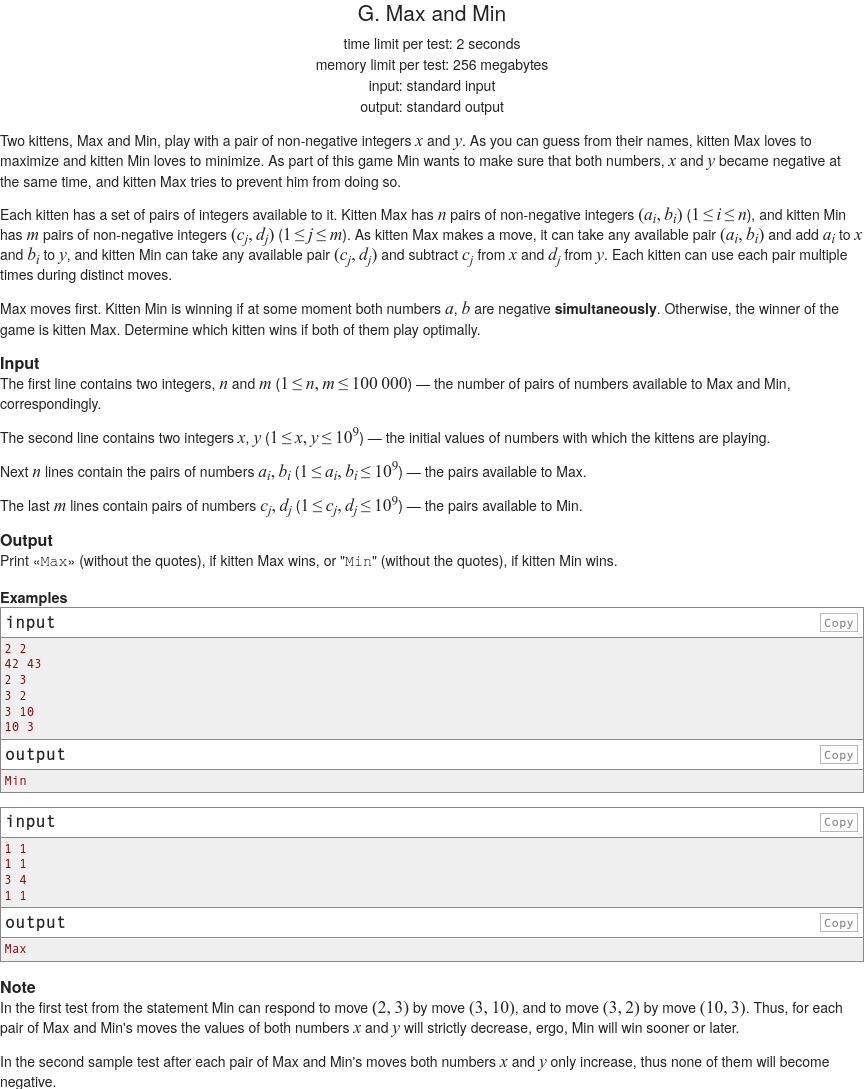 G. Max and Min
time limit per test: 2 seconds
memory limit per test: 256 megabytes
input: standard input
output: standard output
Two kittens, Max and Min, play with a pair of non-negative integers x and y. As you can guess from their names, kitten Max loves to
maximize and kitten Min loves to minimize. As part of this game Min wants to make sure that both numbers, x and y became negative at
the same time, and kitten Max tries to prevent him from doing so.
Each kitten has a set of pairs of integers available to it. Kitten Max has n pairs of non-negative integers (a_i, b_i) (1 ≤ i ≤ n), and kitten Min
has m pairs of non-negative integers (c_j, d_j) (1 ≤ j ≤ m). As kitten Max makes a move, it can take any available pair (a_i, b_i) and add a_i to x
and b_i to y, and kitten Min can take any available pair (c_j, d_j) and subtract c_j from x and d_j from y. Each kitten can use each pair multiple
times during distinct moves.
Max moves first. Kitten Min is winning if at some moment both numbers a, b are negative simultaneously. Otherwise, the winner of the
game is kitten Max. Determine which kitten wins if both of them play optimally.
Input
The first line contains two integers, n and m (1 ≤ n, m ≤ 100 000) — the number of pairs of numbers available to Max and Min,
correspondingly.
The second line contains two integers x, y (1 ≤ x, y ≤ 10^9) — the initial values of numbers with which the kittens are playing.
Next n lines contain the pairs of numbers a_i, b_i (1 ≤ a_i, b_i ≤ 10^9) — the pairs available to Max.
The last m lines contain pairs of numbers c_j, d_j (1 ≤ c_j, d_j ≤ 10^9) — the pairs available to Min.
Output
Print «Max» (without the quotes), if kitten Max wins, or "Min" (without the quotes), if kitten Min wins.
Examples
input Copy
2 2
42 43
2 3
3 2
3 10
10 3
output Copy
Min
input Copy
1 1
1 1
3 4
1 1
output Copy
Max
Note
In the first test from the statement Min can respond to move (2, 3) by move (3, 10), and to move (3, 2) by move (10, 3). Thus, for each
pair of Max and Min's moves the values of both numbers x and y will strictly decrease, ergo, Min will win sooner or later.
In the second sample test after each pair of Max and Min's moves both numbers x and y only increase, thus none of them will become
negative.